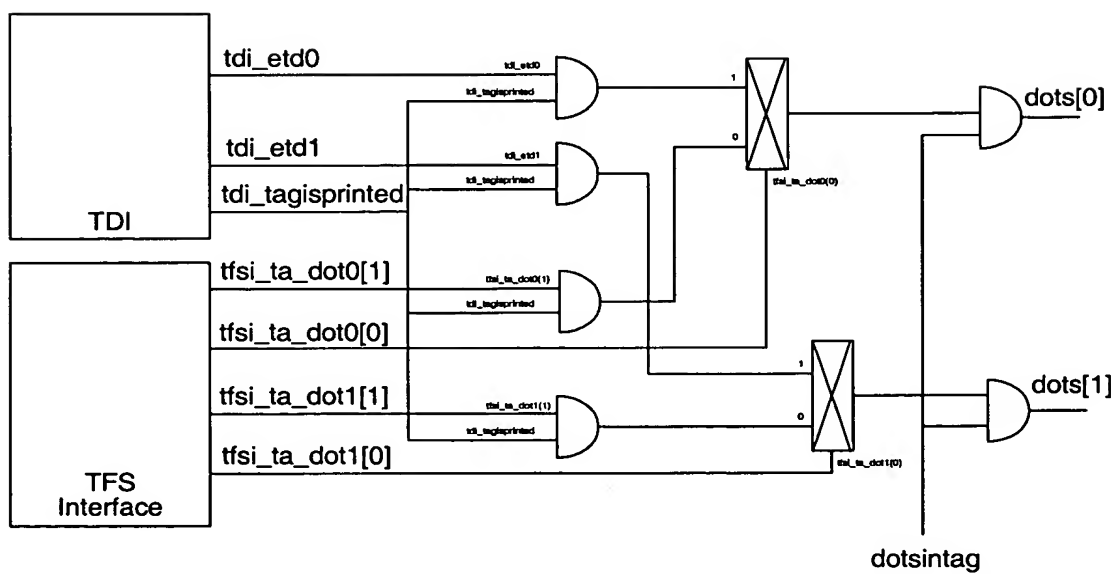 tdi_etd0
tdi_etd0
tdi_tagisprinted
1
0
dots[0]
tdi_etd1
tdi_etd1
tdi_tagisprinted
tdi_tagisprinted
tfsi_ta_dot0(0)
TDI
tfsi_ta_dot0[1]
tfsi_ta_dot0(1)
tdi_tagisprinted
tfsi_ta_dot0[0]
1
dots[1]
tfsi_ta_dot1[1]
tfsi_ta_dot1(1)
0
tdi_tagisprinted
tfsi_ta_dot1[0]
tfsi_ta_dot1(0)
TFS
Interface
dotsintag